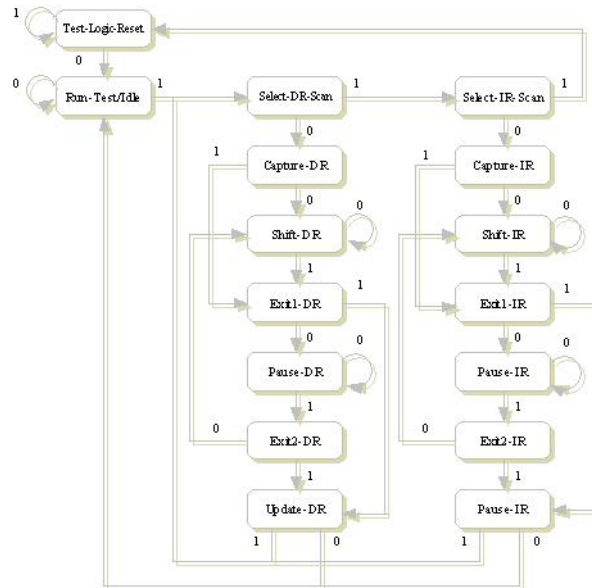 1
Test-Logic-Reset
0
0
Run-Test/Idle
1
Select-DR-Scan
1
Select-IR-Scan
1
0
0
1
Capture-DR
1
Capture-IR
0
0
0
0
Shift-DR
Shift-IR
1
1
Exit1-DR
1
Exit1-IR
1
0
0
0
0
Pause-DR
Pause-IR
1
1
0
Exit2-DR
0
Exit2-IR
1
1
Update-DR
Pause-IR
1
0
1
0